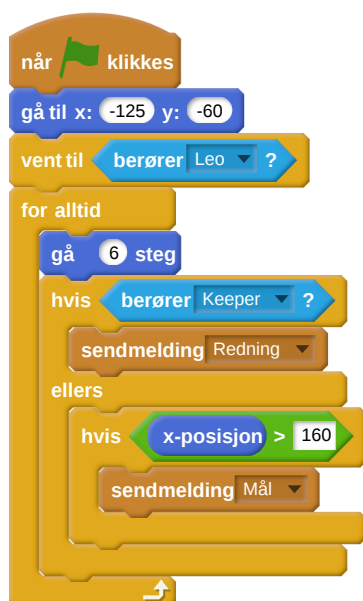 når klikkes
gå til x: -125 y: -60
vent til berører Leo ?
for alltid
gå 6 steg
hvis berører Keeper ?
sendmelding Redning
ellers
hvis x-posisjon > 160
sendmelding Mål